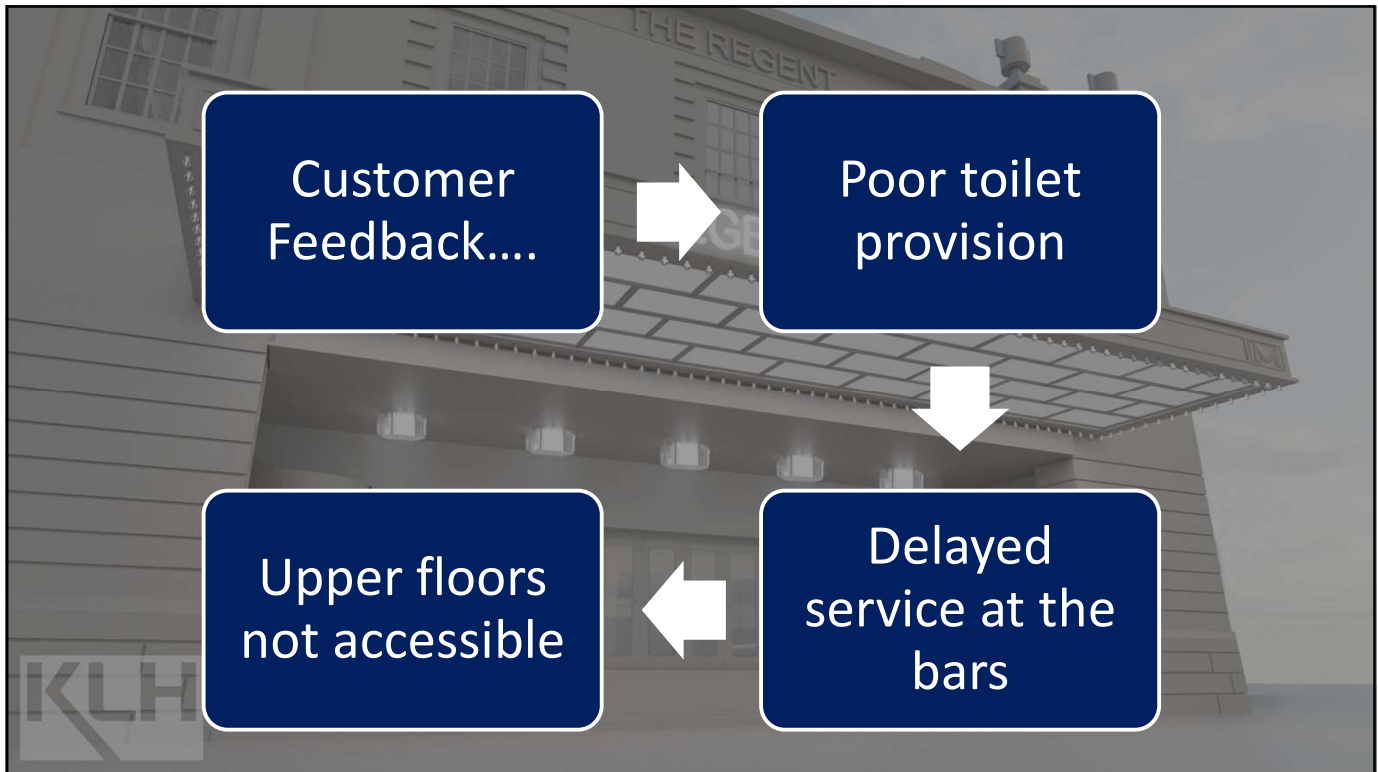 THE REGENT
Customer
Feedback....
Poor toilet
provision
Delayed
service at the
bars
Upper floors
not accessible
KLH